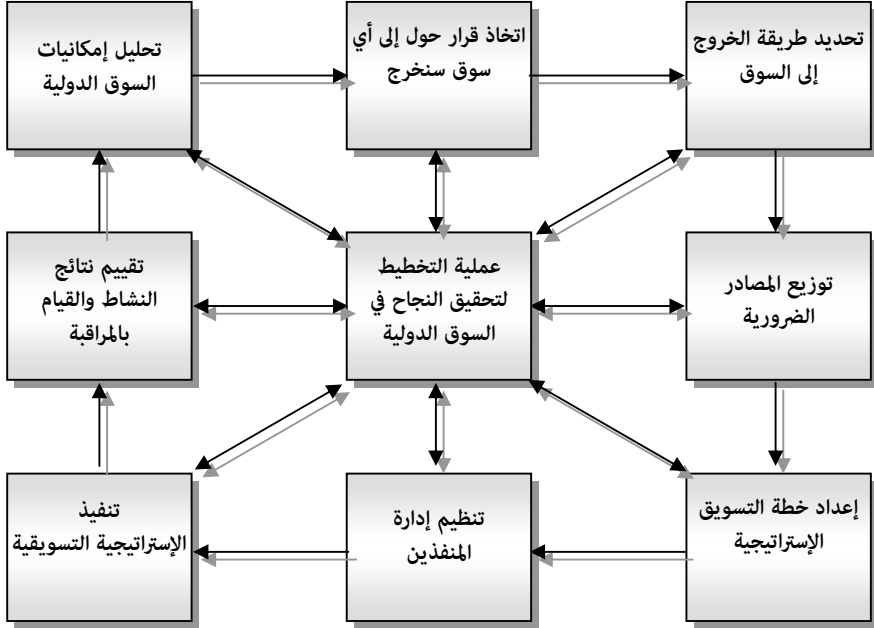 تحليل إمكانيات
السوق الدولية
اتخاذ قرار حول إلى أي
سوق سنخرج
تحديد طريقة الخروج
إلى السوق
تقييم نتائج
النشاط والقيام
بالمراقبة
عملية التخطيط
لتحقيق النجاح في
السوق الدولية
توزيع المصادر
الضرورية
تنفيذ
الإستراتيجية التسويقية
تنظيم إدارة
المنفذين
إعداد خطة التسويق
الإستراتيجية